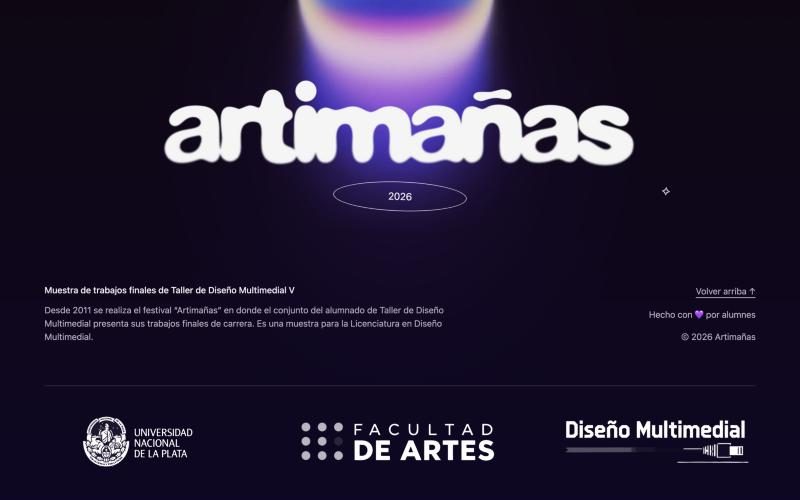 artimañas
2026
Muestra de trabajos finales de Taller de Diseño Multimedial V
Desde 2011 se realiza el festival "Artimañas" en donde el conjunto del alumnado de Taller de Diseño
Multimedial presenta sus trabajos finales de carrera. Es una muestra para la Licenciatura en Diseño
Multimedial.
Volver arriba ↑
Hecho con 💜 por alumnes
© 2026 Artimañas
UNIVERSIDAD
NACIONAL
DE LA PLATA
FACULTAD
DE ARTES
Diseño Multimedial